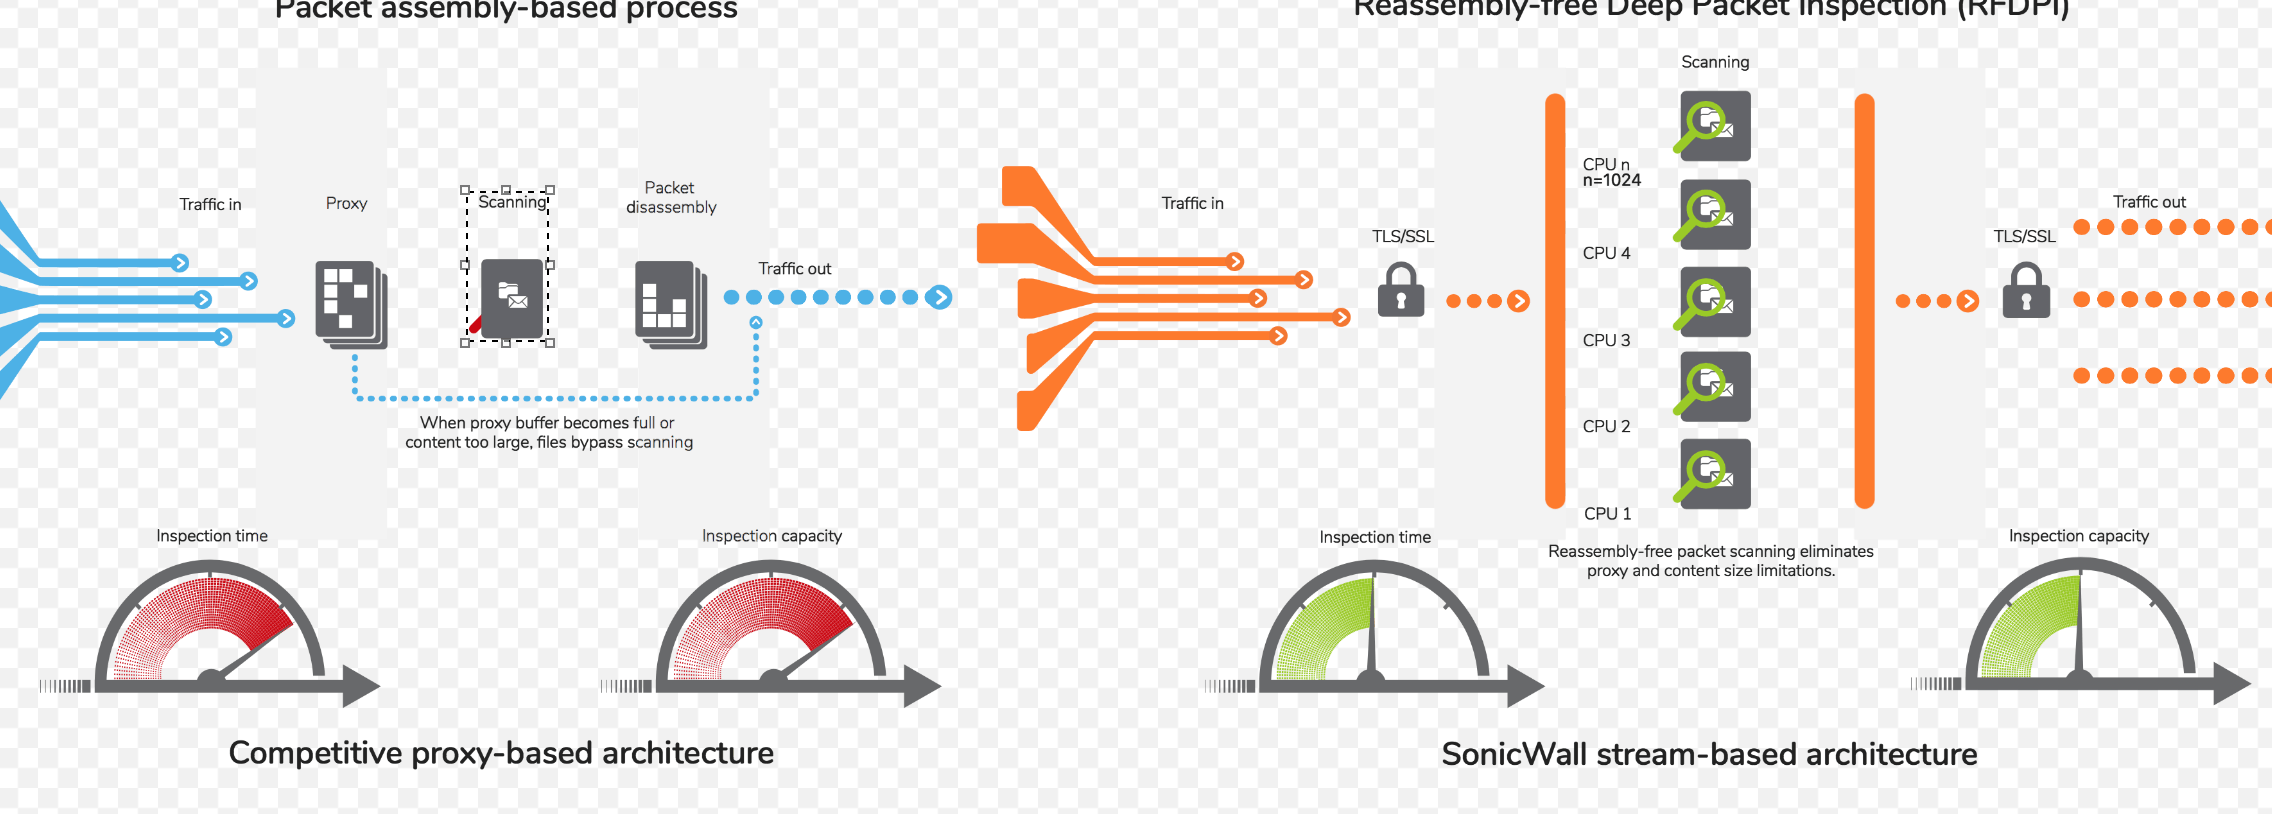 Packet assembly-based process
Traffic in
Proxy
Scanning
Packet
disassembly
Traffic out
When proxy buffer becomes full or
content too large, files bypass scanning
Inspection time
Inspection capacity
Competitive proxy-based architecture
Reassembly-free Deep Packet Inspection (RFDPI)
Scanning
Traffic in
TLS/SSL
CPU n
n=1024
CPU 4
CPU 3
CPU 2
CPU 1
TLS/SSL
Traffic out
Reassembly-free packet scanning eliminates
proxy and content size limitations.
Inspection time
Inspection capacity
SonicWall stream-based architecture